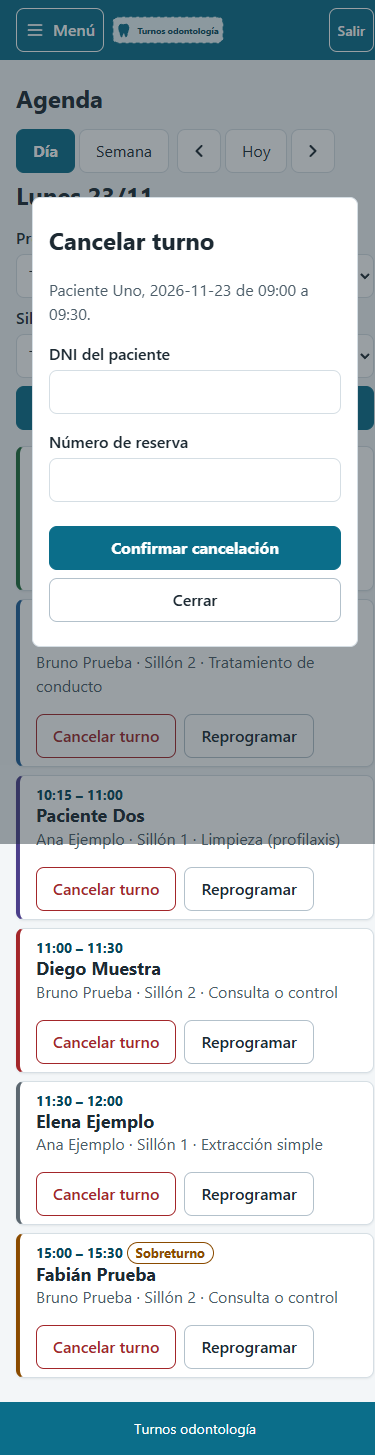 Menú
Turnos odontología
Salir
Agenda
Día
Semana
Hoy
Lunes 23/11
Cancelar turno
Paciente Uno, 2026-11-23 de 09:00 a
09:30.
DNI del paciente
Número de reserva
Confirmar cancelación
Cerrar
Bruno Prueba · Sillón 2 · Tratamiento de
conducto
Cancelar turno
Reprogramar
10:15 – 11:00
Paciente Dos
Ana Ejemplo · Sillón 1 · Limpieza (profilaxis)
Cancelar turno
Reprogramar
11:00 – 11:30
Diego Muestra
Bruno Prueba · Sillón 2 · Consulta o control
Cancelar turno
Reprogramar
11:30 – 12:00
Elena Ejemplo
Ana Ejemplo · Sillón 1 · Extracción simple
Cancelar turno
Reprogramar
15:00 – 15:30 Sobreturno
Fabián Prueba
Bruno Prueba · Sillón 2 · Consulta o control
Cancelar turno
Reprogramar
Turnos odontología